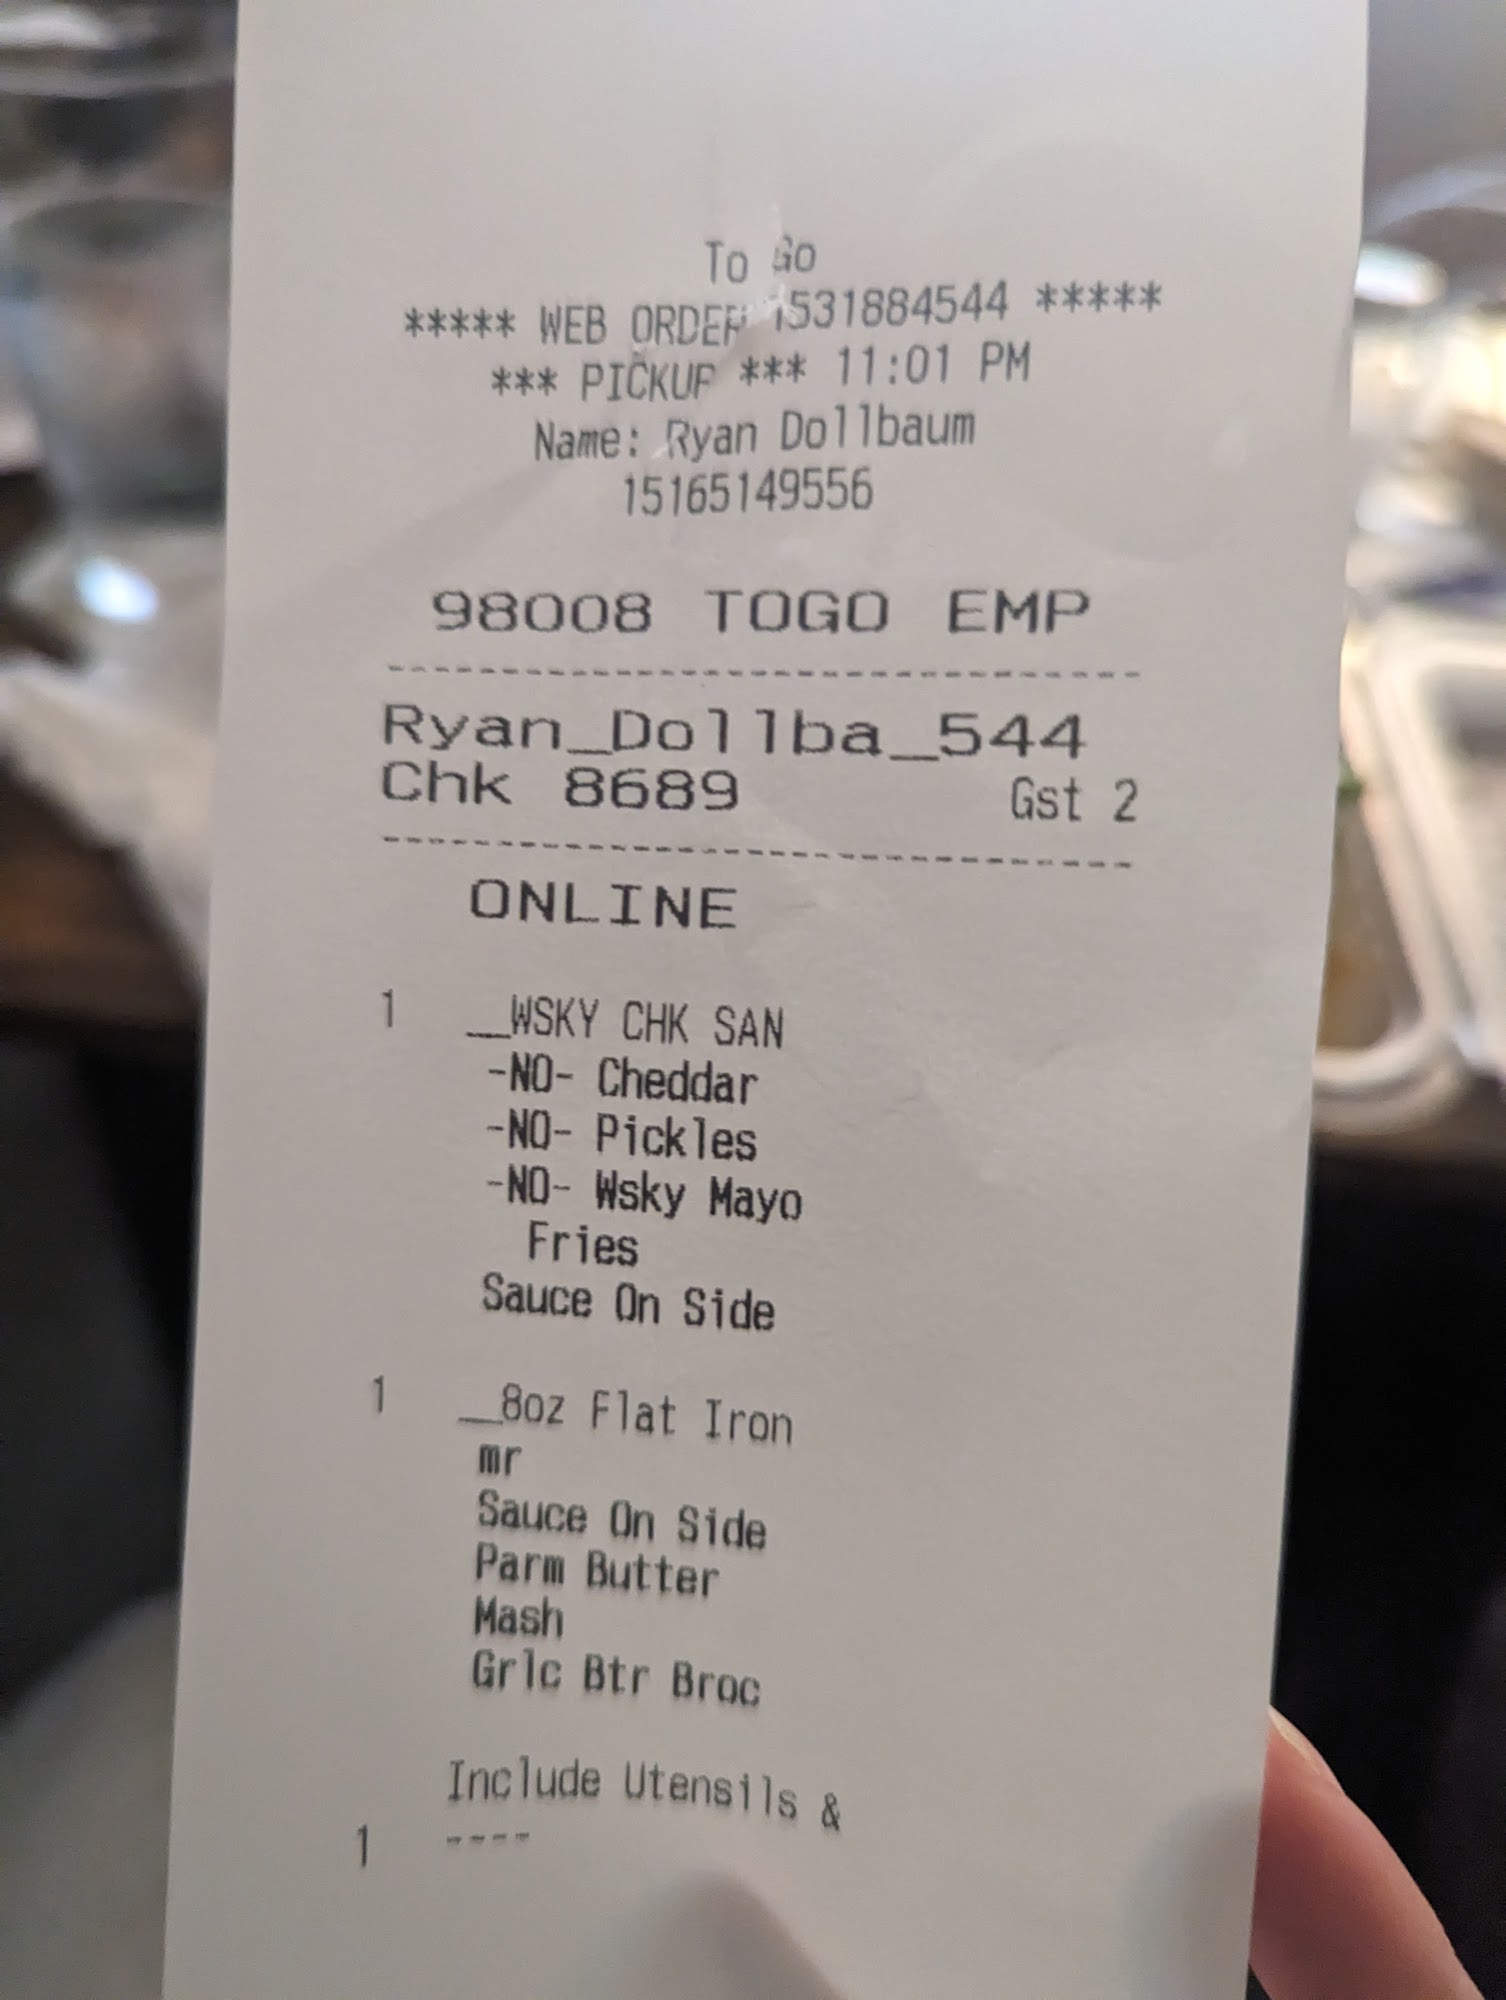 To Go
***** WEB ORDER 1531884544 *****
*** PICKUP *** 11:01 PM
Name: Ryan Dollbaum
15165149556
98008 TOGO EMP
--------------------------------
Ryan_Dollba_544
Chk 8689 Gst 2
--------------------------------
ONLINE
1 __WSKY CHK SAN
-NO- Cheddar
-NO- Pickles
-NO- Wsky Mayo
Fries
Sauce On Side
1 __8oz Flat Iron
mr
Sauce On Side
Parm Butter
Mash
Grlc Btr Broc
Include Utensils &
1 ----